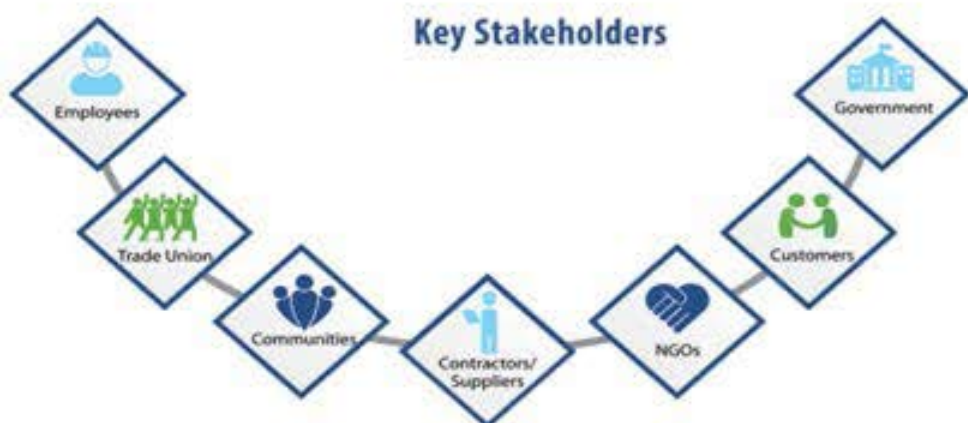 Key Stakeholders
Employees
Trade Union
Communities
Contractors/
Suppliers
NGOs
Customers
Government